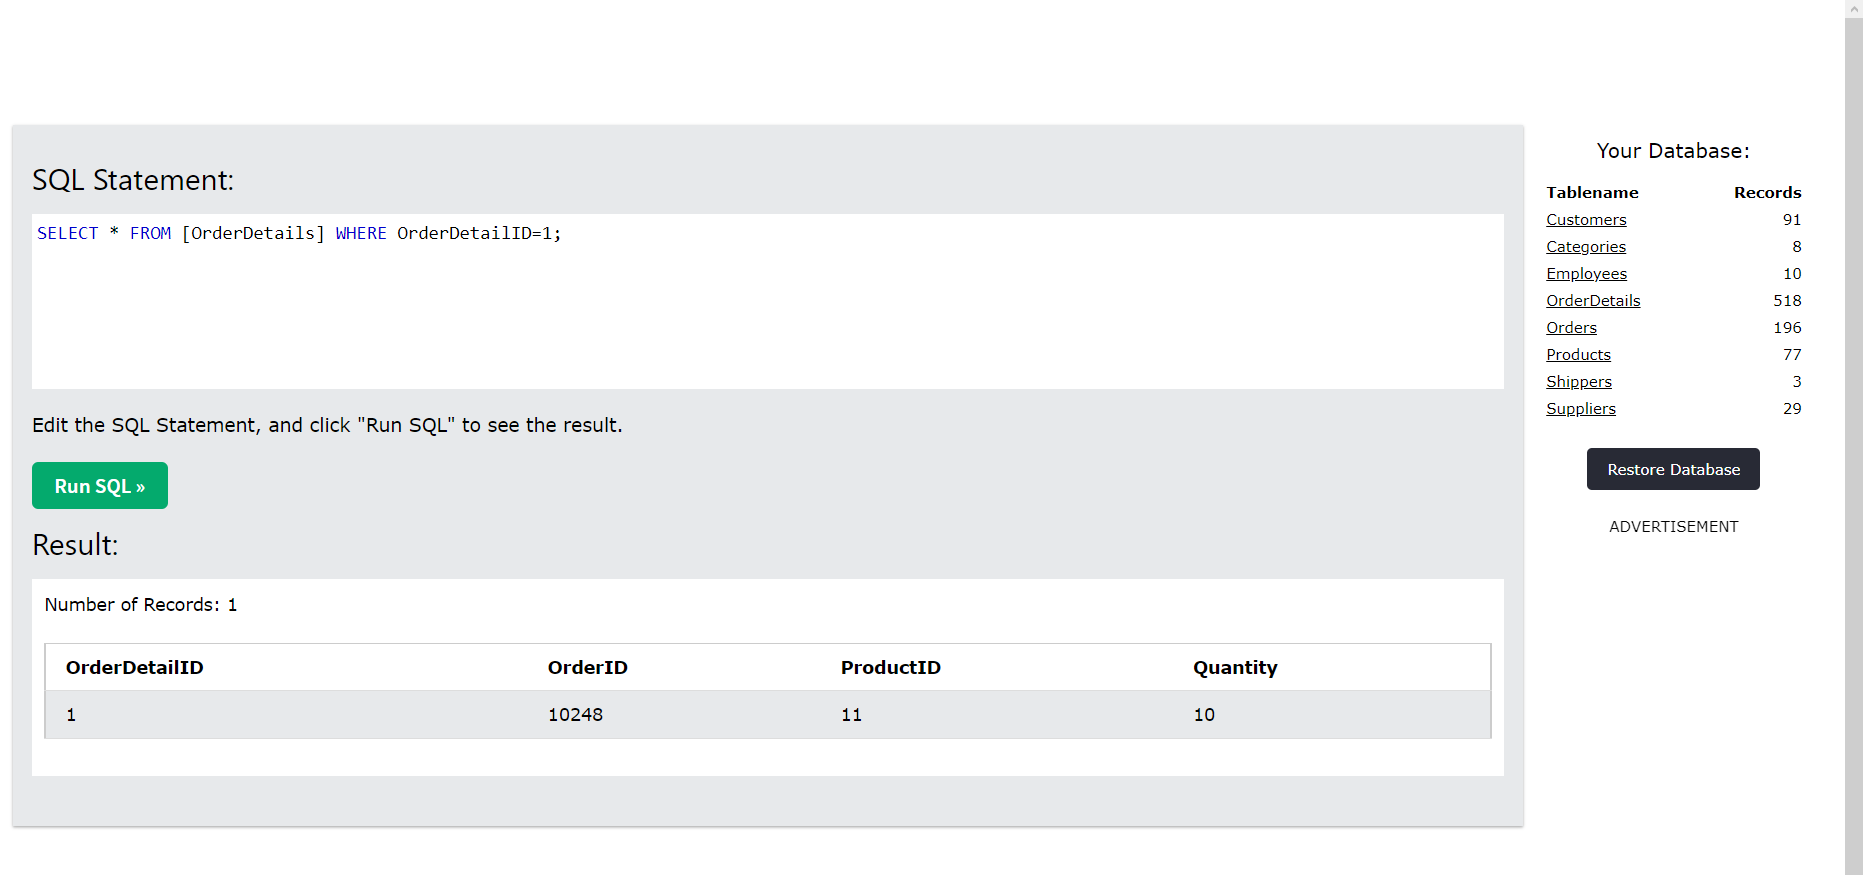 SQL Statement:
SELECT * FROM [OrderDetails] WHERE OrderDetailID=1;
Edit the SQL Statement, and click "Run SQL" to see the result.
Run SQL »
Result:
Number of Records: 1
OrderDetailID OrderID ProductID Quantity
1 10248 11 10
Your Database:
Tablename Records
Customers 91
Categories 8
Employees 10
OrderDetails 518
Orders 196
Products 77
Shippers 3
Suppliers 29
Restore Database
ADVERTISEMENT